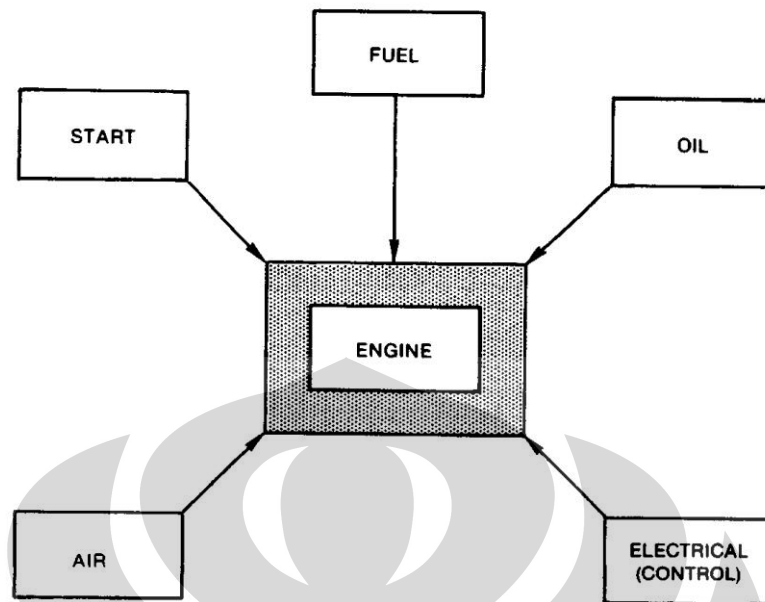 FUEL
START
OIL
ENGINE
AIR
ELECTRICAL
(CONTROL)